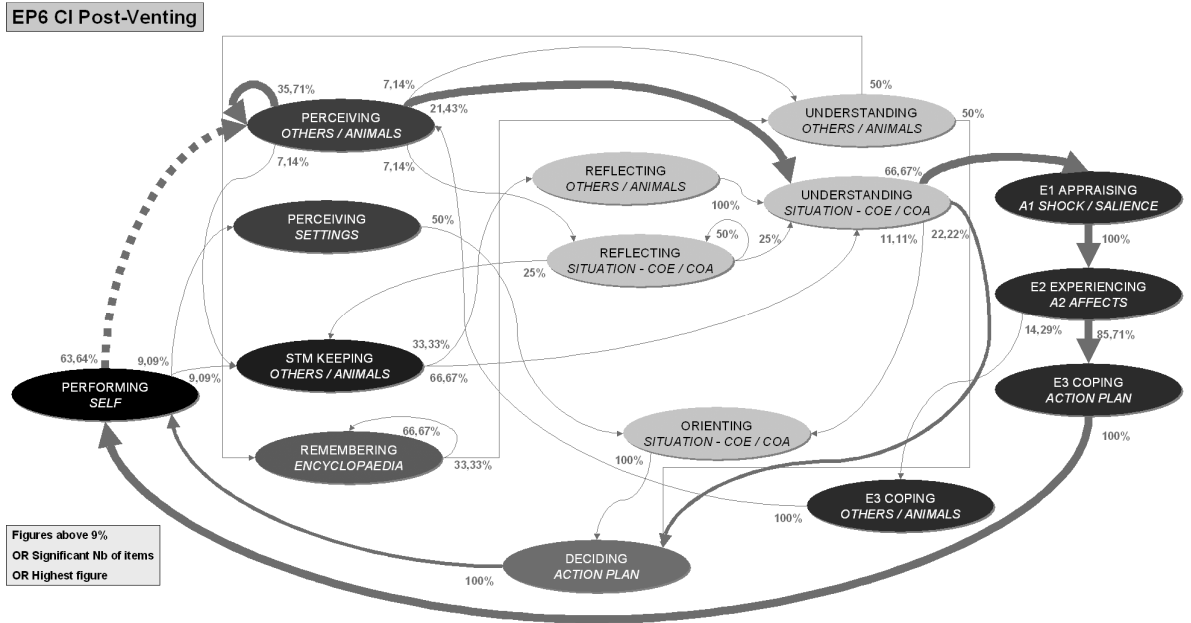 EP6 CI Post-Venting
35,71%
7,14%
21,43%
PERCEIVING
OTHERS / ANIMALS
7,14%
7,14%
50%
UNDERSTANDING
OTHERS / ANIMALS
50%
REFLECTING
OTHERS / ANIMALS
100%
66,67%
UNDERSTANDING
SITUATION - COE / COA
11,11%
22,22%
E1 APPRAISING
A1 SHOCK / SALIENCE
100%
PERCEIVING
SETTINGS
50%
REFLECTING
SITUATION - COE / COA
50%
25%
25%
E2 EXPERIENCING
A2 AFFECTS
14,29%
85,71%
STM KEEPING
OTHERS / ANIMALS
33,33%
66,67%
63,64%
9,09%
9,09%
PERFORMING
SELF
E3 COPING
ACTION PLAN
100%
REMEMBERING
ENCYCLOPAEDIA
66,67%
33,33%
ORIENTING
SITUATION - COE / COA
100%
E3 COPING
OTHERS / ANIMALS
100%
DECIDING
ACTION PLAN
100%
Figures above 9%
OR Significant Nb of items
OR Highest figure